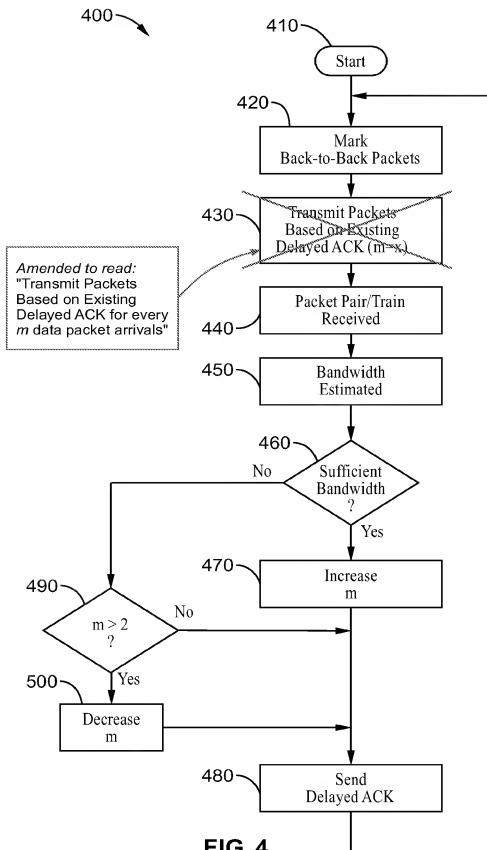 400
410
Start
420
Mark
Back-to-Back Packets
430
Transmit Packets
Based on Existing
Delayed ACK (m=x)
Amended to read:
"Transmit Packets
Based on Existing
Delayed ACK for every
m data packet arrivals"
Packet Pair/Train
Received
440
450
Bandwidth
Estimated
460
Sufficient
Bandwidth
?
No
Yes
470
Increase
m
490
m > 2
?
No
Yes
500
Decrease
m
480
Send
Delayed ACK
FIG. 4